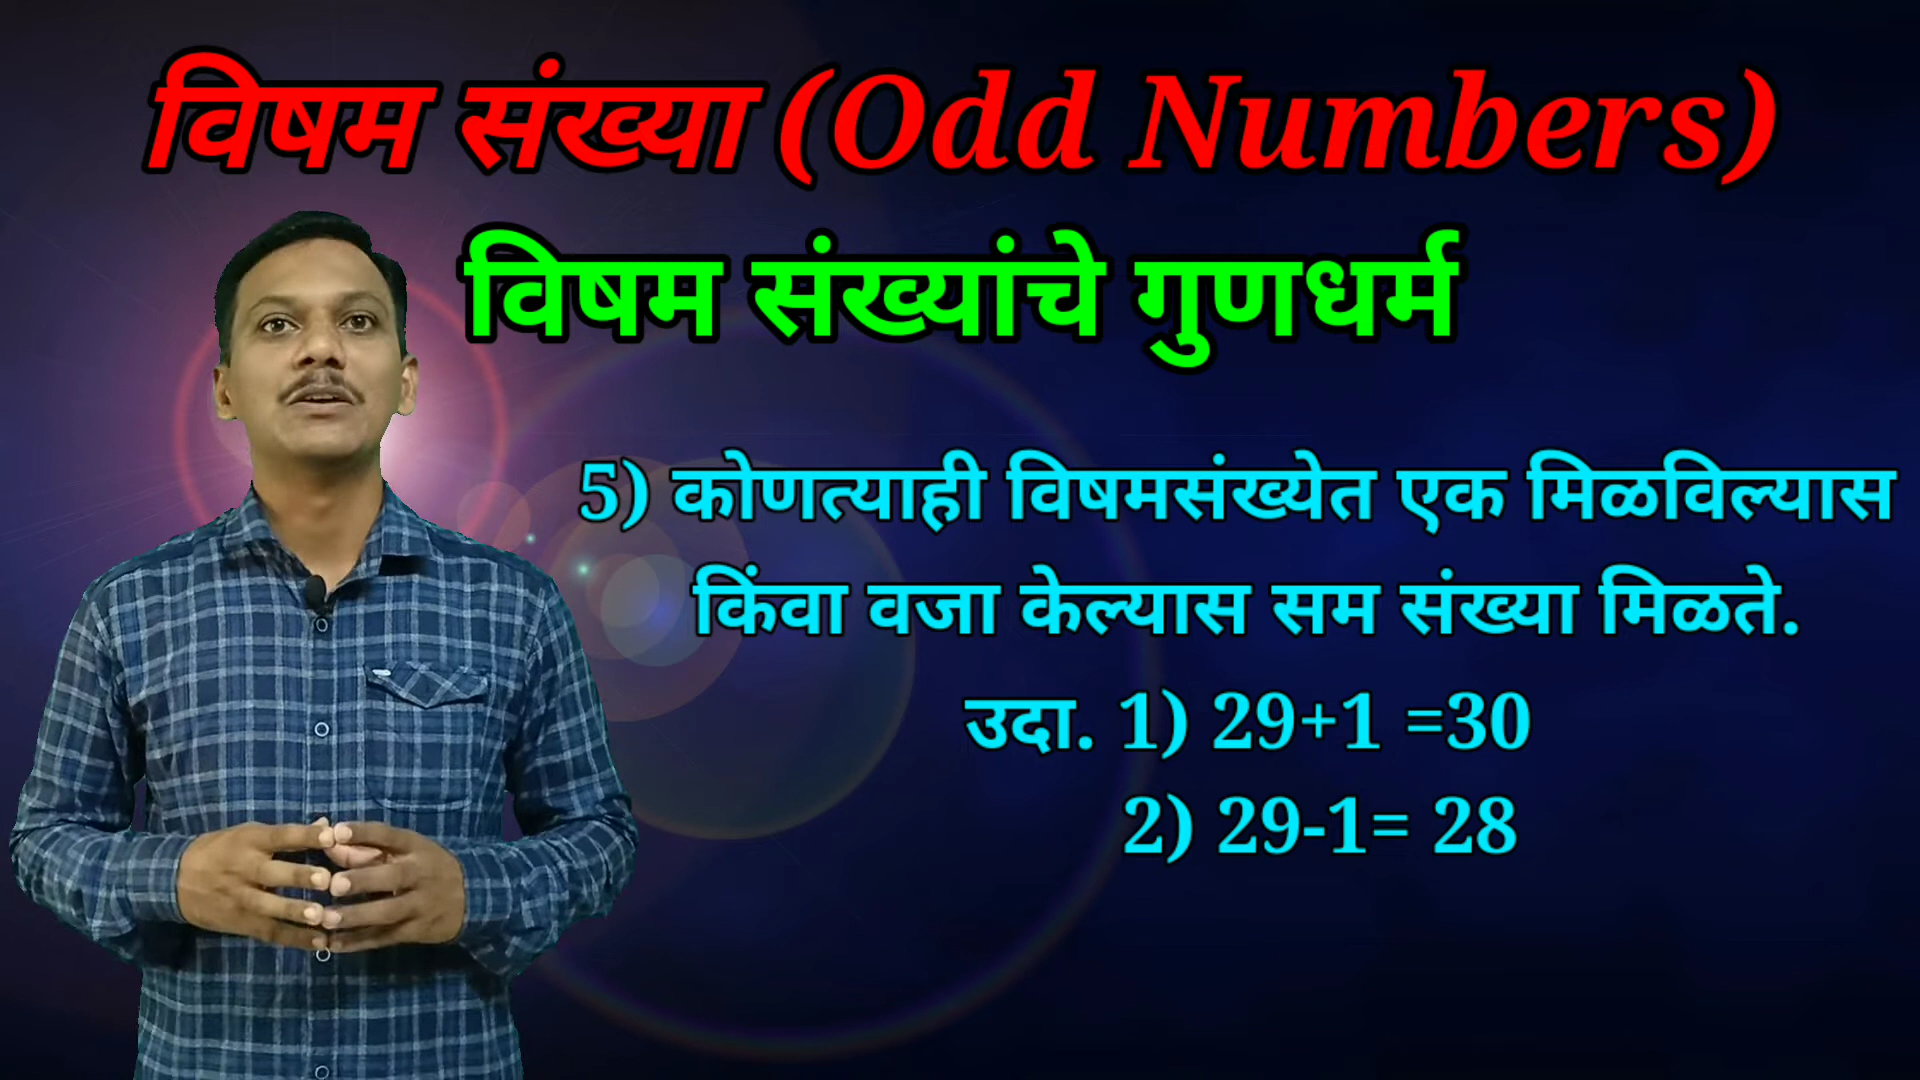 विषम संख्या (Odd Numbers)
विषम संख्यांचे गुणधर्म
5) कोणत्याही विषमसंख्येत एक मिळविल्यास
किंवा वजा केल्यास सम संख्या मिळते.
उदा. 1) 29+1 =30
2) 29-1= 28